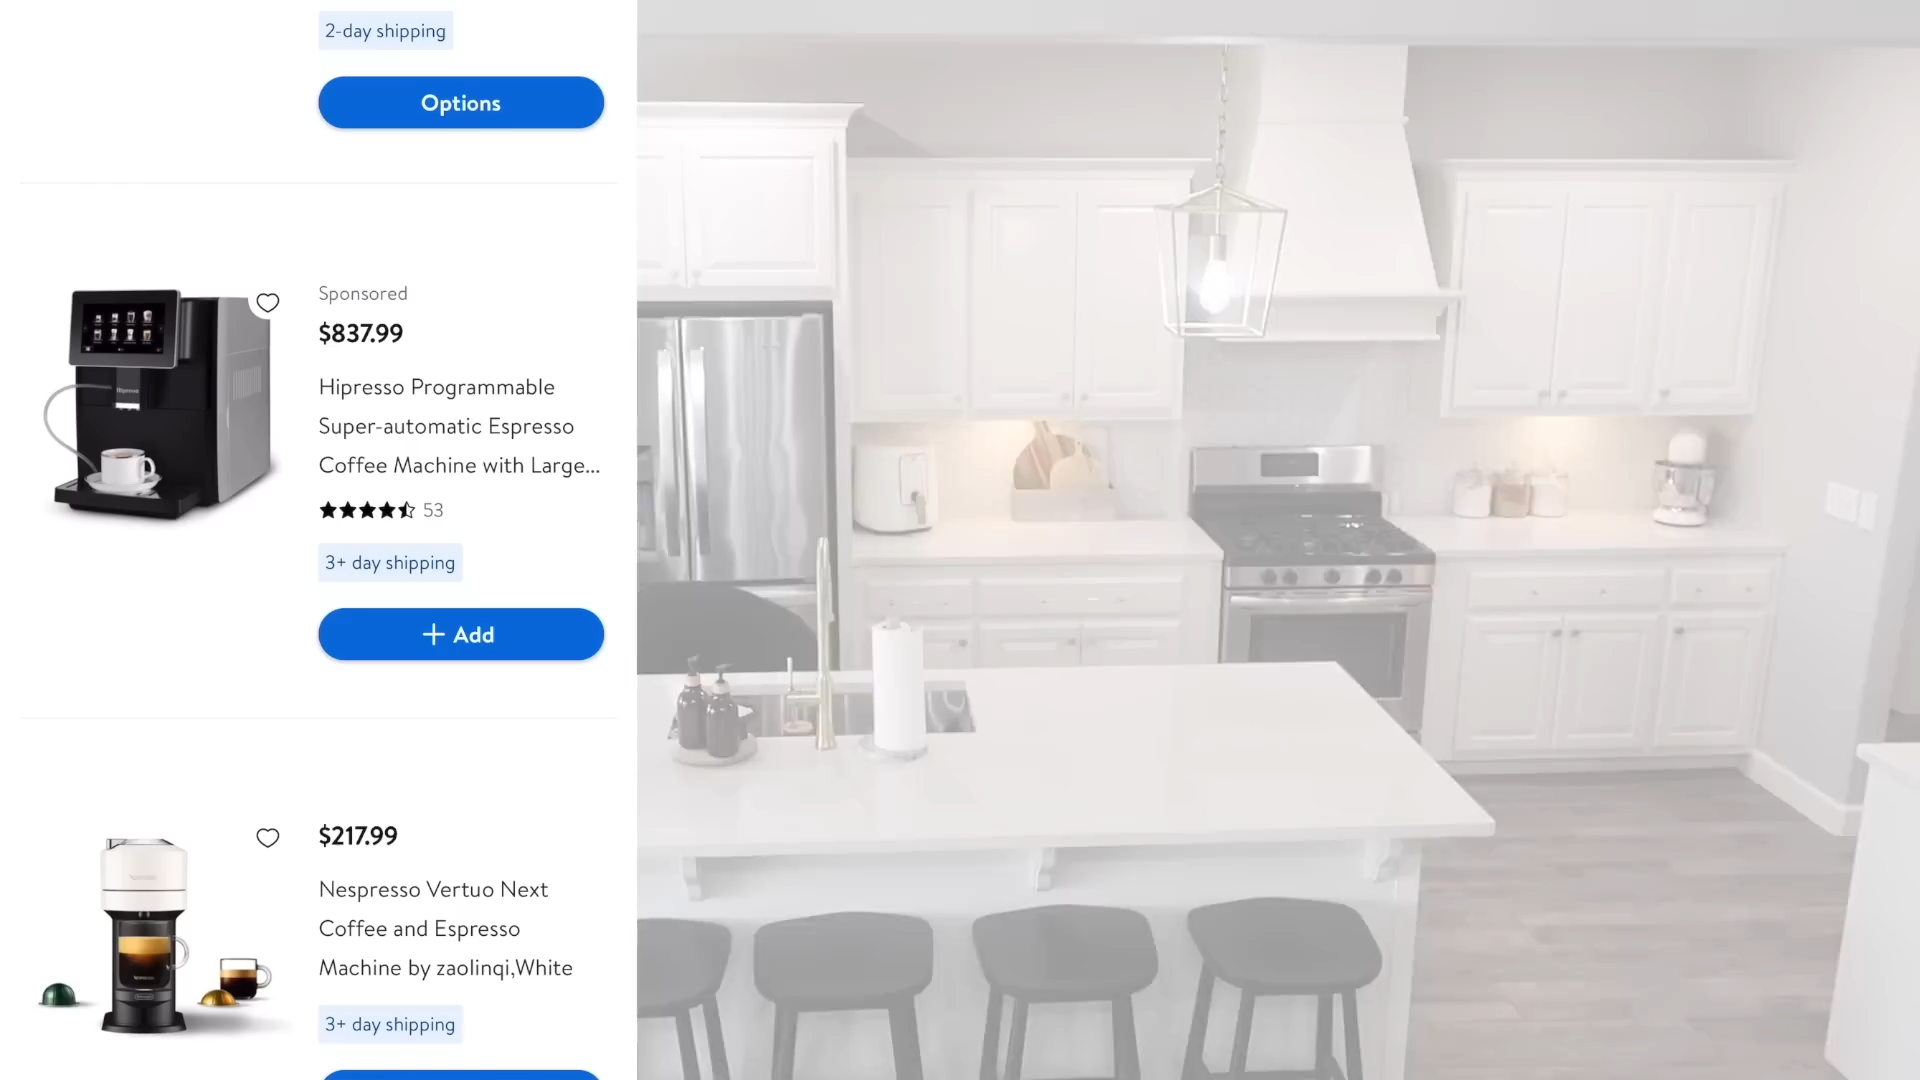 2-day shipping
Options
Sponsored
$837.99
Hipresso Programmable
Super-automatic Espresso
Coffee Machine with Large...
53
3+ day shipping
+ Add
$217.99
Nespresso Vertuo Next
Coffee and Espresso
Machine by zaolinqi,White
3+ day shipping